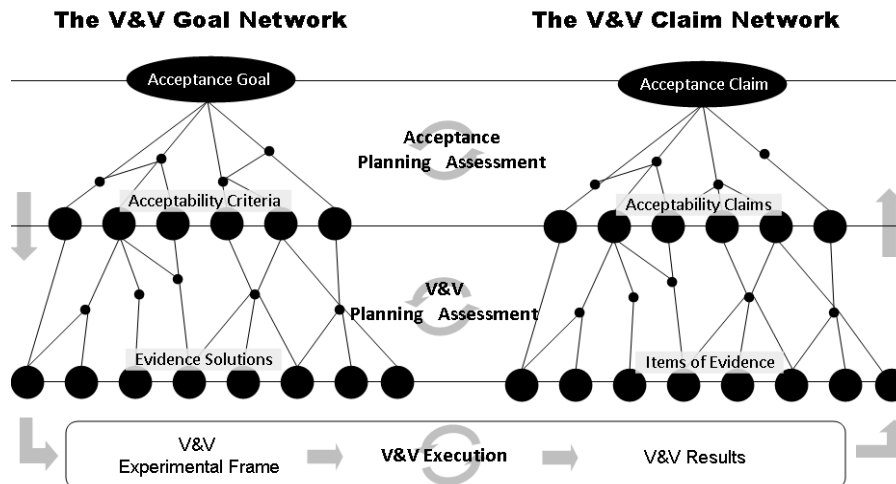 The V&V Goal Network
The V&V Claim Network
Acceptance Goal
Acceptance Claim
Acceptance
Planning Assessment
Acceptability Criteria
Acceptability Claims
V&V
Planning Assessment
Evidence Solutions
Items of Evidence
V&V
Experimental Frame
V&V Execution
V&V Results